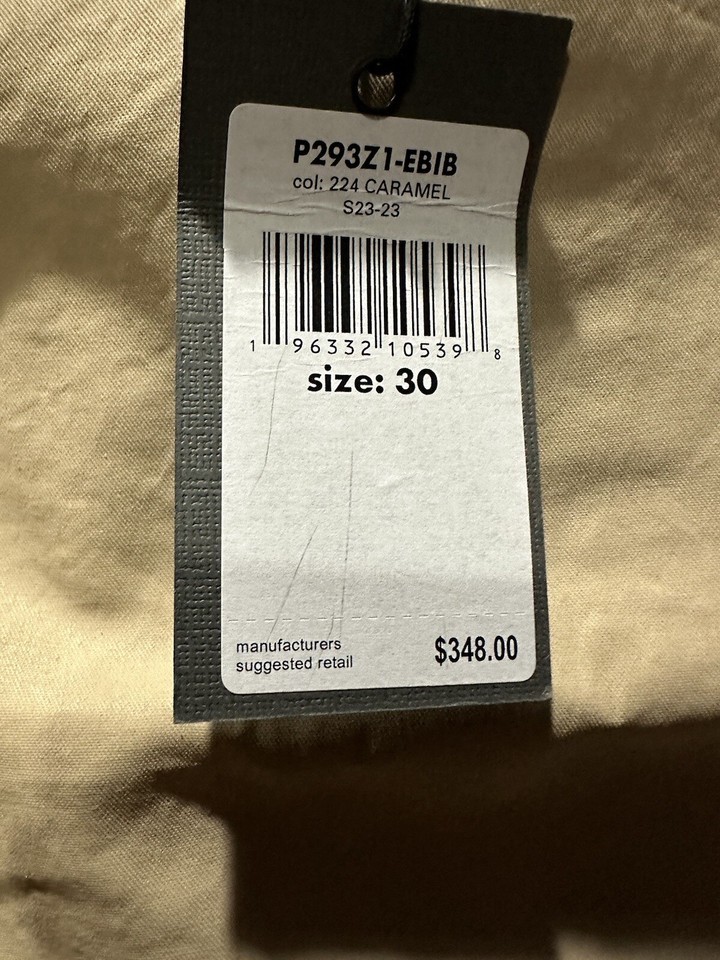 P293Z1-EBIB
col: 224 CARAMEL
S23-23
1 96332 10539 8
size: 30
manufacturers
suggested retail
$348.00